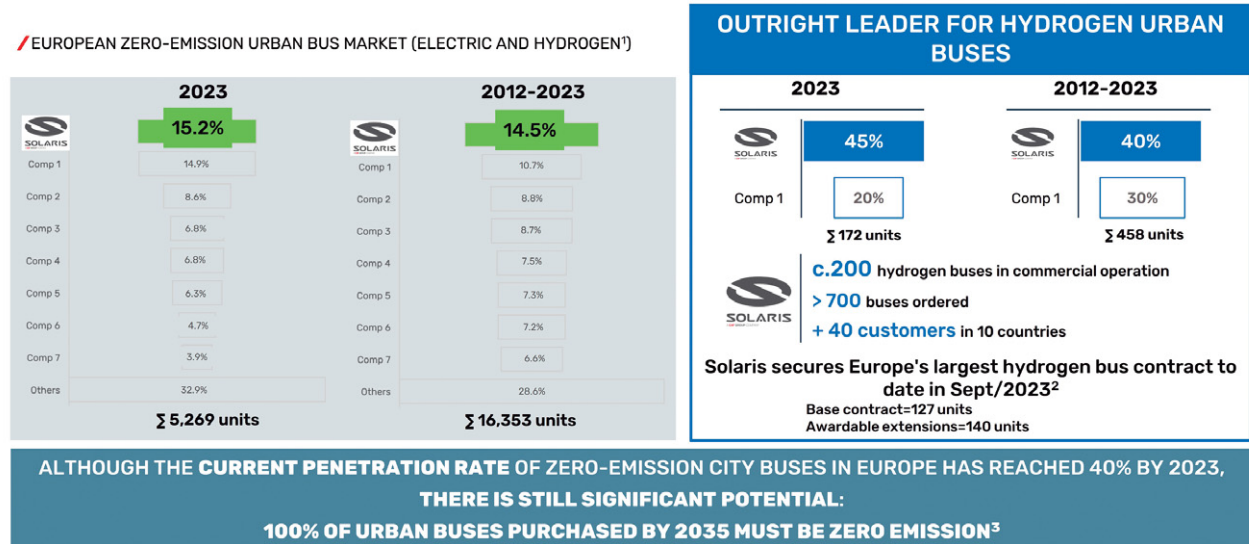 / EUROPEAN ZERO-EMISSION URBAN BUS MARKET (ELECTRIC AND HYDROGEN¹)
2023
SOLARIS
15.2%
Comp 1 14.9%
Comp 2 8.6%
Comp 3 6.8%
Comp 4 6.8%
Comp 5 6.3%
Comp 6 4.7%
Comp 7 3.9%
Others 32.9%
∑ 5,269 units
2012-2023
SOLARIS
14.5%
Comp 1 10.7%
Comp 2 8.8%
Comp 3 8.7%
Comp 4 7.5%
Comp 5 7.3%
Comp 6 7.2%
Comp 7 6.6%
Others 28.6%
∑ 16,353 units
OUTRIGHT LEADER FOR HYDROGEN URBAN
BUSES
2023
SOLARIS
45%
Comp 1 20%
∑ 172 units
2012-2023
SOLARIS
40%
Comp 1 30%
∑ 458 units
SOLARIS
c.200 hydrogen buses in commercial operation
> 700 buses ordered
+ 40 customers in 10 countries
Solaris secures Europe's largest hydrogen bus contract to
date in Sept/2023²
Base contract=127 units
Awardable extensions=140 units
ALTHOUGH THE CURRENT PENETRATION RATE OF ZERO-EMISSION CITY BUSES IN EUROPE HAS REACHED 40% BY 2023,
THERE IS STILL SIGNIFICANT POTENTIAL:
100% OF URBAN BUSES PURCHASED BY 2035 MUST BE ZERO EMISSION³